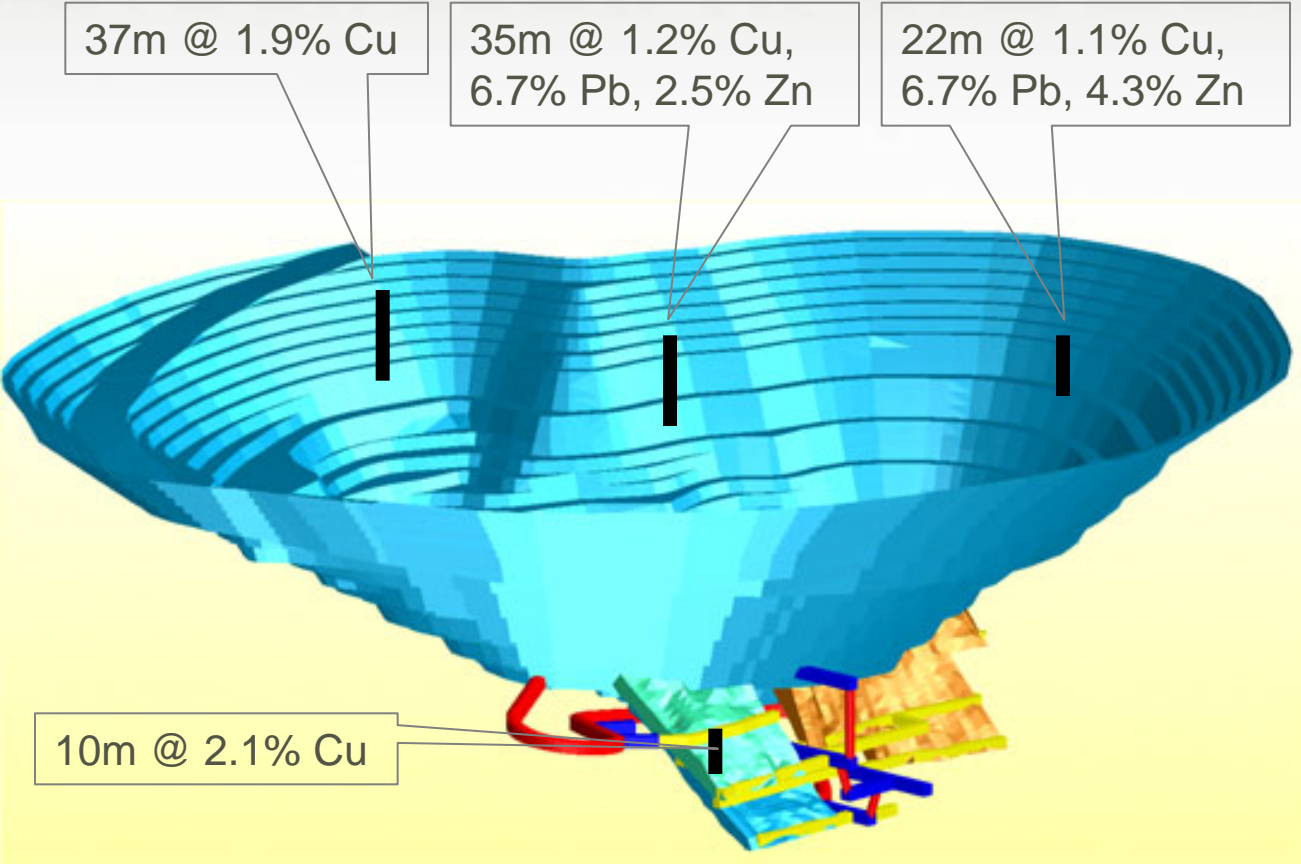 37m @ 1.9% Cu
35m @ 1.2% Cu,
6.7% Pb, 2.5% Zn
22m @ 1.1% Cu,
6.7% Pb, 4.3% Zn
10m @ 2.1% Cu